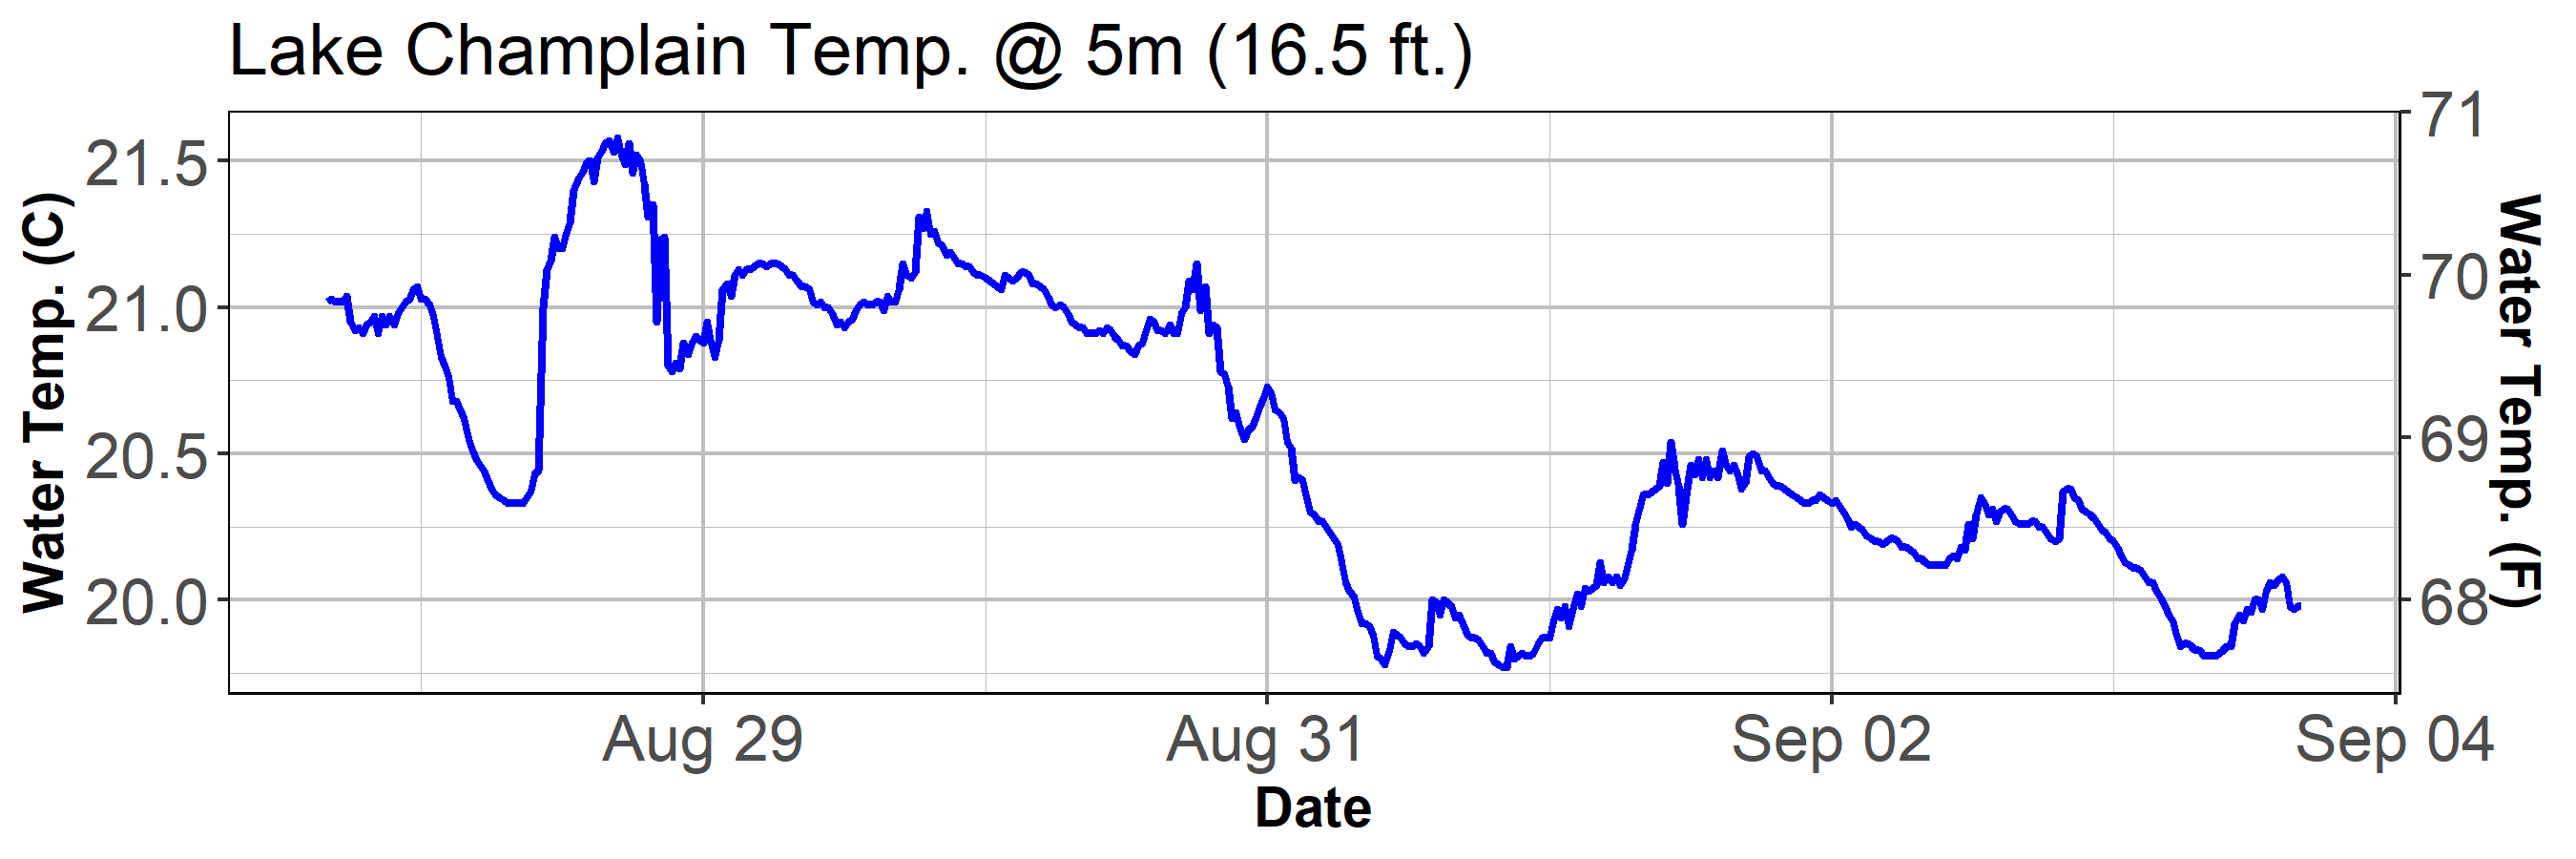 Lake Champlain Temp. @ 5m (16.5 ft.)
Water Temp. (C)
21.5
21.0
20.5
20.0
71
70
69
68
Water Temp. (F)
Aug 29
Aug 31
Sep 02
Sep 04
Date